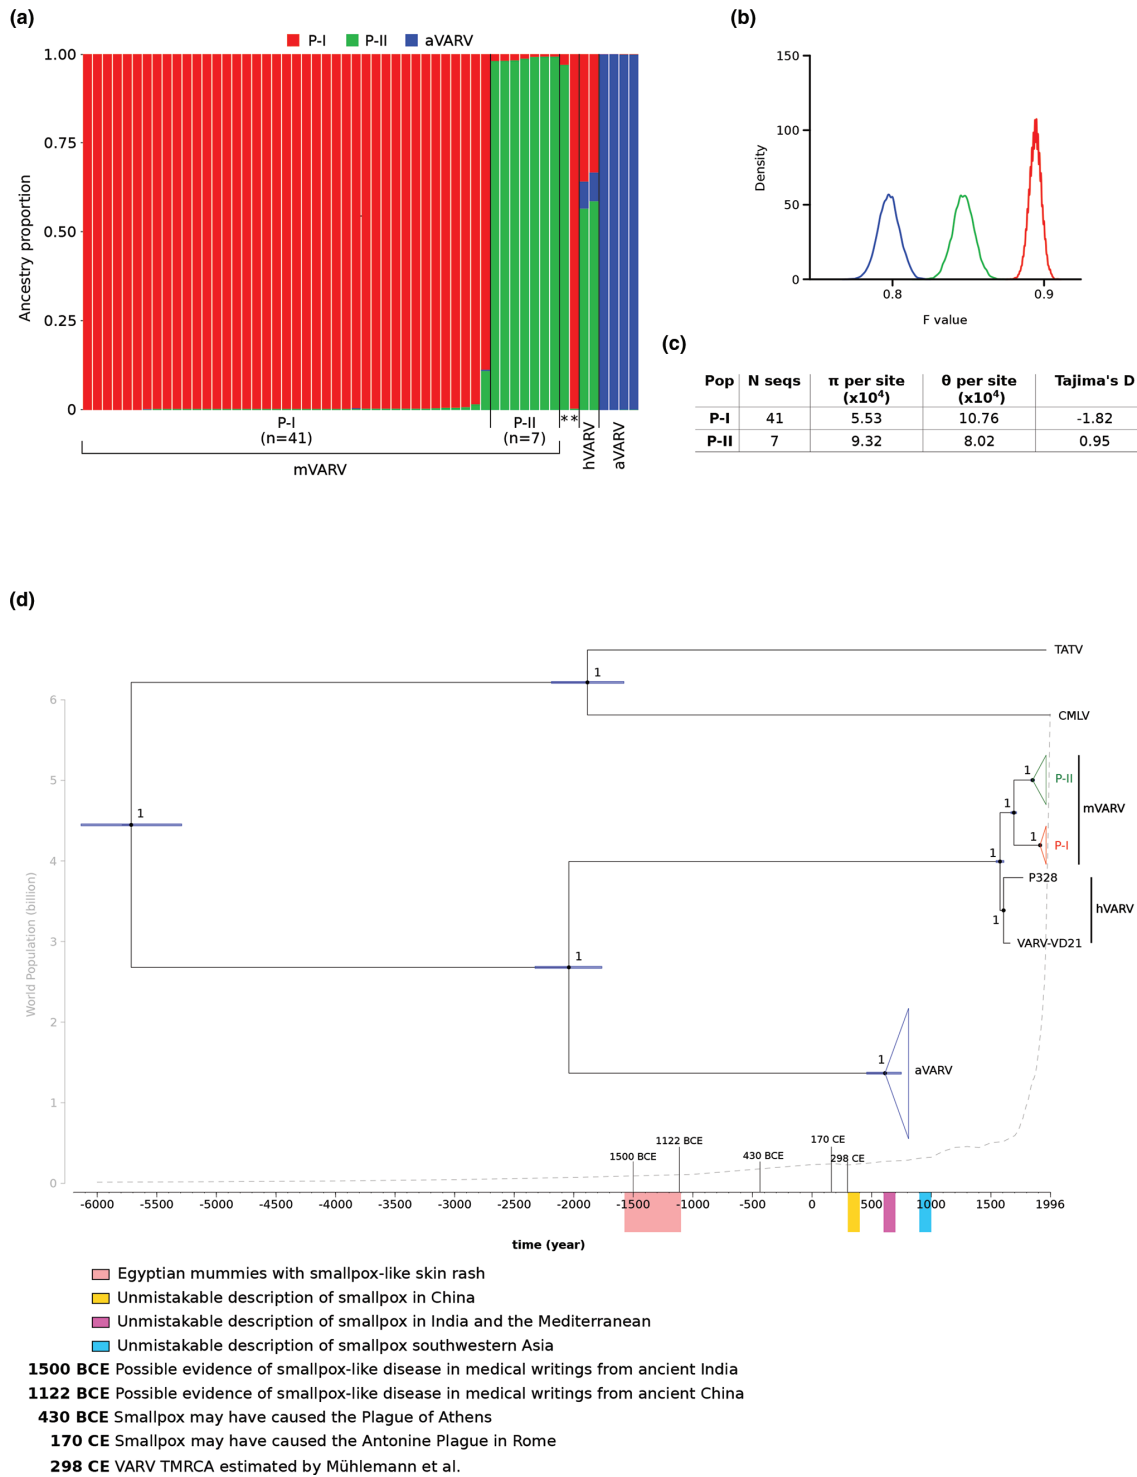 (a)
P-I P-II aVARV
1.00
0.75
0.50
0.25
0
Ancestry proportion
P-I
(n=41)
P-II
(n=7)
* *
hVARV
aVARV
mVARV
(b)
Density
150
100
50
0
0.8 0.9
F value
(c)
Pop N seqs π per site (x10⁴) θ per site (x10⁴) Tajima's D
P-I 41 5.53 10.76 -1.82
P-II 7 9.32 8.02 0.95
(d)
World Population (billion)
6
5
4
3
2
1
0
TATV
1
CMLV
1
1
P-II
1
mVARV
1
P-I
1
P328
hVARV
1
VARV-VD21
1
1
aVARV
1500 BCE
1122 BCE
430 BCE
170 CE
298 CE
-6000 -5500 -5000 -4500 -4000 -3500 -3000 -2500 -2000 -1500 -1000 -500 0 500 1000 1500 1996
time (year)
Egyptian mummies with smallpox-like skin rash
Unmistakable description of smallpox in China
Unmistakable description of smallpox in India and the Mediterranean
Unmistakable description of smallpox southwestern Asia
1500 BCE Possible evidence of smallpox-like disease in medical writings from ancient India
1122 BCE Possible evidence of smallpox-like disease in medical writings from ancient China
430 BCE Smallpox may have caused the Plague of Athens
170 CE Smallpox may have caused the Antonine Plague in Rome
298 CE VARV TMRCA estimated by Mühlemann et al.